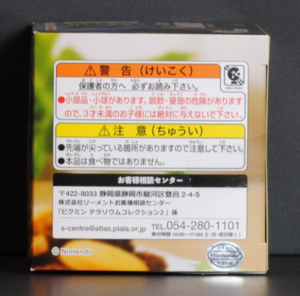 警告(けいこく)
保護者の方へ 必ずお読み下さい。
●小部品・小球があります。誤飲・窒息の危険がありますので、3才未満のお子様には絶対に与えないで下さい。
注意(ちゅうい)
●先端が尖っている箇所がありますので注意して下さい。
●本品は食べ物ではありません。
お客様相談センター
〒422-8033 静岡県静岡市駿河区登呂 2-4-5
株式会社リーメントお客様相談センター
「ピクミン テラリウムコレクション2」係
TEL 054-280-1101
s-centre@atlas.plala.or.jp
© Nintendo
Nintendo